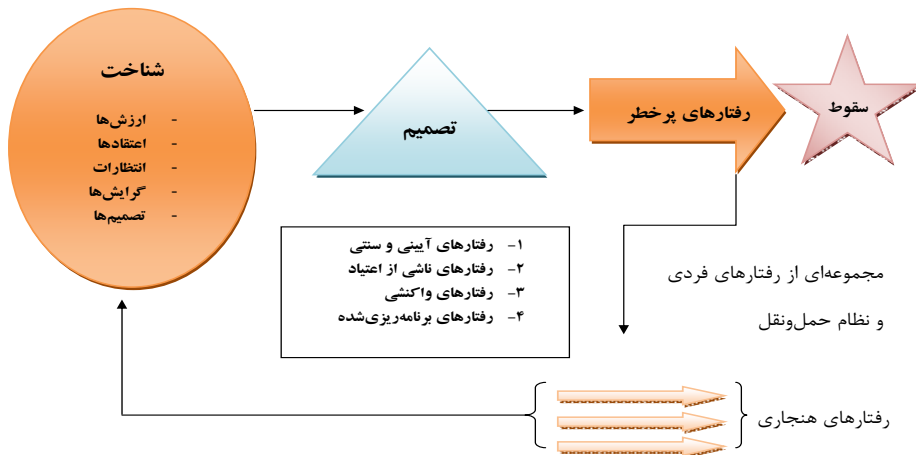 شناخت
- ارزش‌ها
- اعتقادها
- انتظارات
- گرایش‌ها
- تصمیم‌ها
تصمیم
رفتارهای پرخطر
سقوط
۱- رفتارهای آیینی و سنتی
۲- رفتارهای ناشی از اعتیاد
۳- رفتارهای واکنشی
۴- رفتارهای برنامه‌ریزی‌شده
مجموعه‌ای از رفتارهای فردی
و نظام حمل‌ونقل
رفتارهای هنجاری